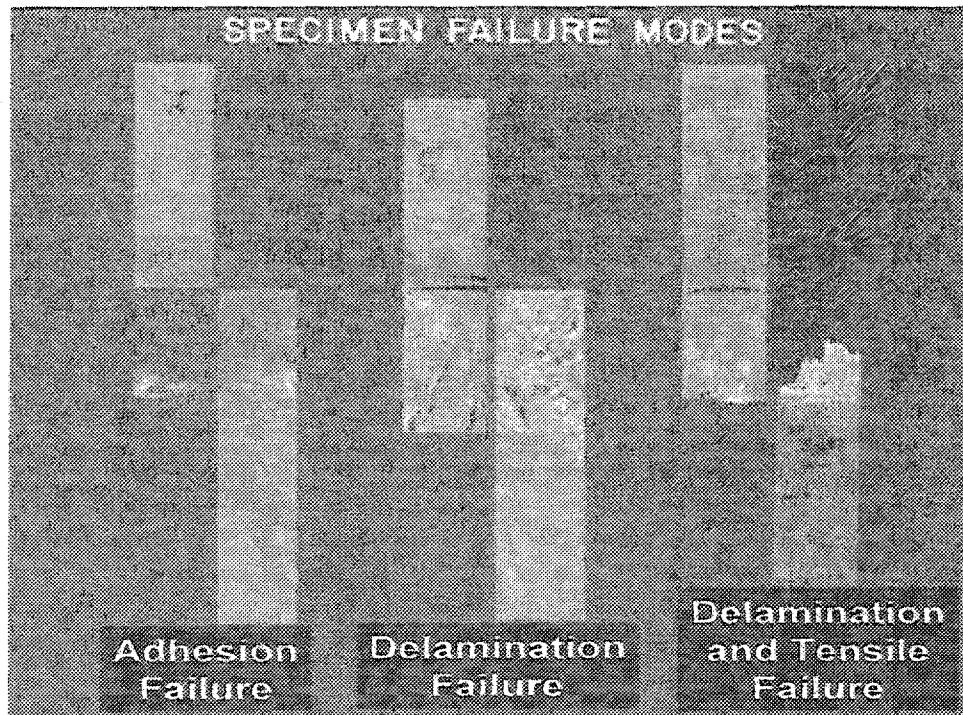 SPECIMEN FAILURE MODES
Adhesion
Failure
Delamination
Failure
Delamination
and Tensile
Failure